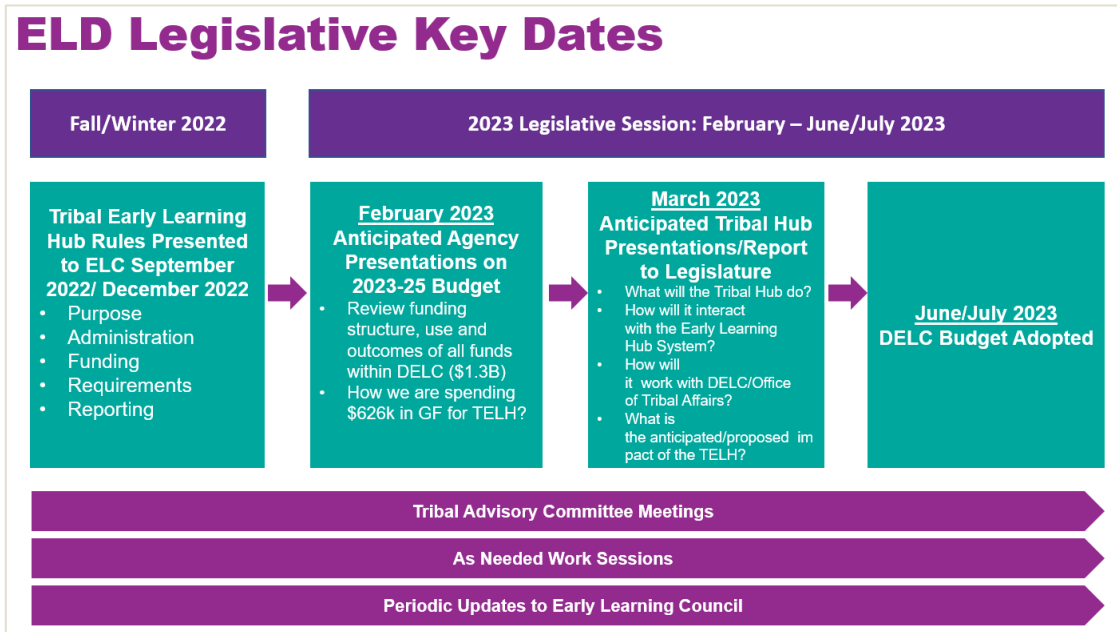 ELD Legislative Key Dates
Fall/Winter 2022
2023 Legislative Session: February – June/July 2023
Tribal Early Learning
Hub Rules Presented
to ELC September
2022/ December 2022
• Purpose
• Administration
• Funding
• Requirements
• Reporting
February 2023
Anticipated Agency
Presentations on
2023-25 Budget
• Review funding
structure, use and
outcomes of all funds
within DELC ($1.3B)
• How we are spending
$626k in GF for TELH?
March 2023
Anticipated Tribal Hub
Presentations/Report
to Legislature
• What will the Tribal Hub do?
• How will it interact
with the Early Learning
Hub System?
• How will
it  work with DELC/Office
of Tribal Affairs?
• What is
the anticipated/proposed  im
pact of the TELH?
June/July 2023
DELC Budget Adopted
Tribal Advisory Committee Meetings
As Needed Work Sessions
Periodic Updates to Early Learning Council